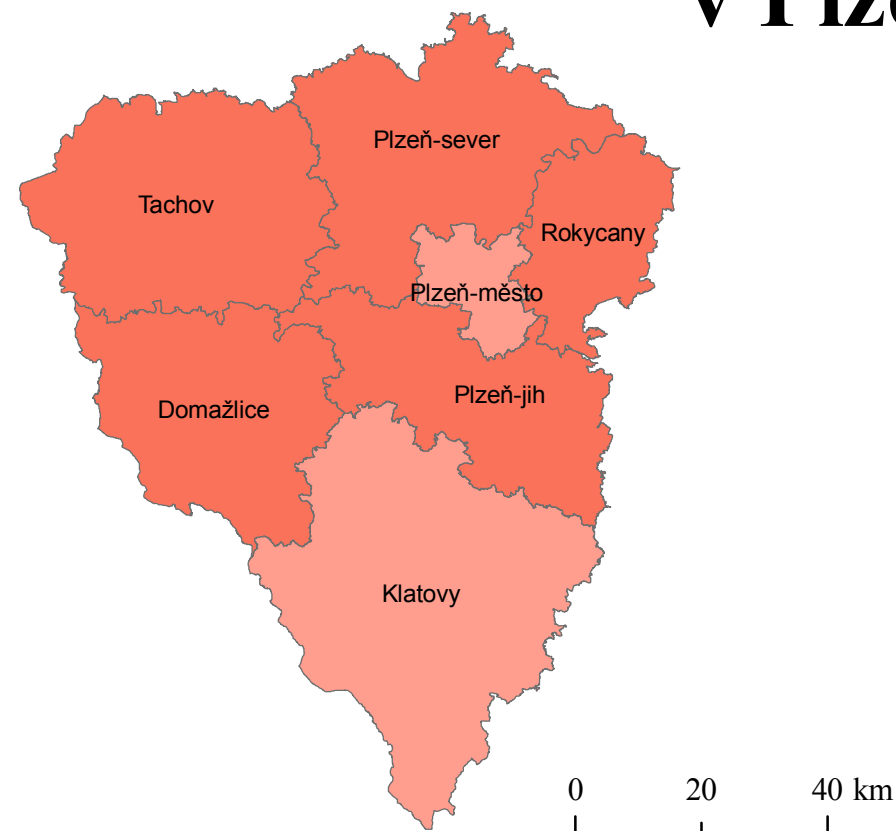 Plzeň-sever
Tachov
Rokycany
Plzeň-město
Plzeň-jih
Domažlice
Klatovy
0 20 40 km